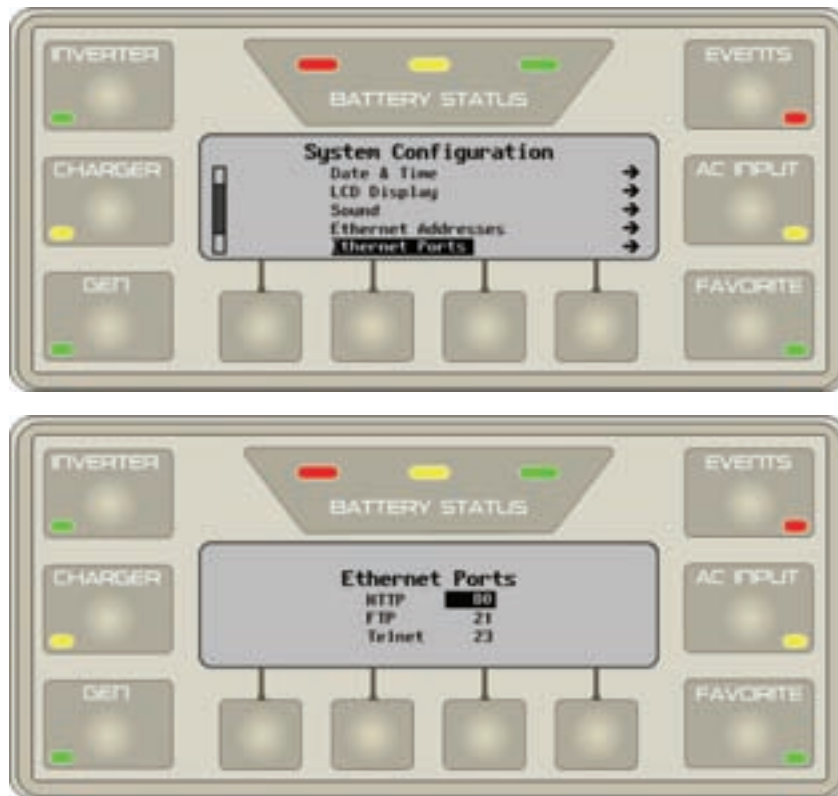 INVERTER
EVENTS
BATTERY STATUS
CHARGER
System Configuration
Date & Time
LCD Display
Sound
Ethernet Addresses
Ethernet Ports
AC INPUT
GEN
FAVORITE
INVERTER
EVENTS
BATTERY STATUS
CHARGER
Ethernet Ports
HTTP 80
FTP 21
Telnet 23
AC INPUT
GEN
FAVORITE